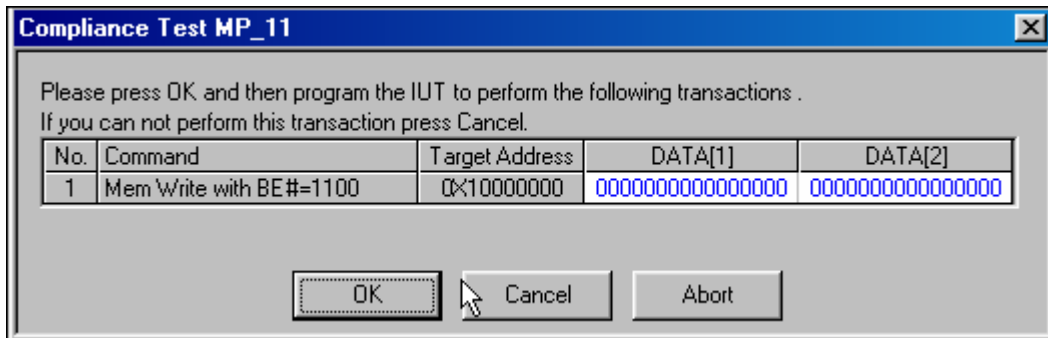 Compliance Test MP_11
Please press OK and then program the IUT to perform the following transactions .
If you can not perform this transaction press Cancel.
No. Command Target Address DATA[1] DATA[2]
1 Mem Write with BE#=1100 0X10000000 0000000000000000 0000000000000000
OK Cancel Abort